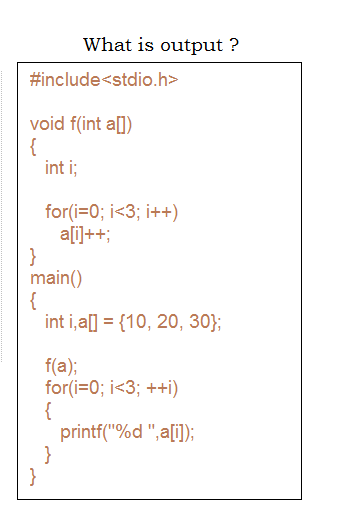 What is output ?
#include<stdio.h>
void f(int a[])
{
int i;
for(i=0; i<3; i++)
a[i]++;
}
main()
{
int i,a[] = {10, 20, 30};
f(a);
for(i=0; i<3; ++i)
{
printf("%d ",a[i]);
}
}